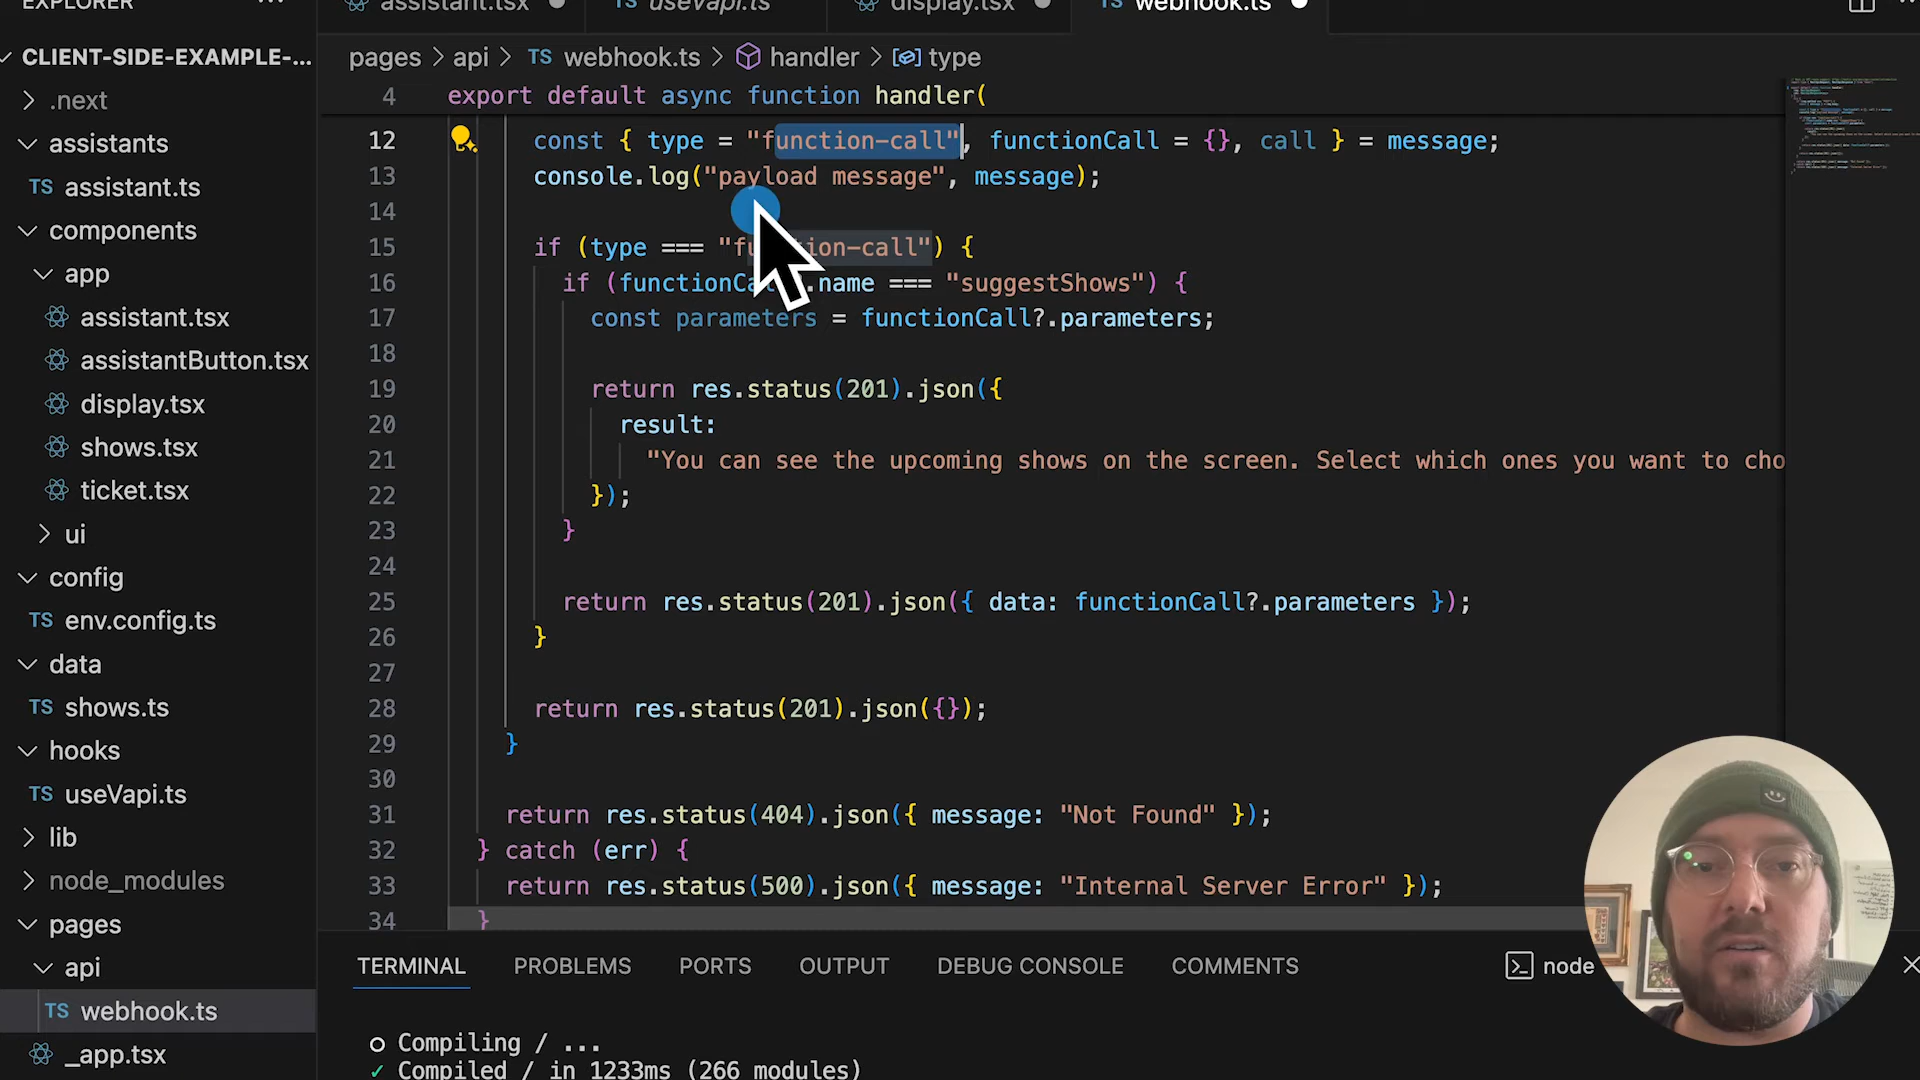 EXPLORER ...
assistant.tsx
TS useVapi.ts
display.tsx
TS webhook.ts
CLIENT-SIDE-EXAMPLE-...
.next
assistants
TS assistant.ts
components
app
assistant.tsx
assistantButton.tsx
display.tsx
shows.tsx
ticket.tsx
ui
config
TS env.config.ts
data
TS shows.ts
hooks
TS useVapi.ts
lib
node_modules
pages
api
TS webhook.ts
_app.tsx
pages > api > TS webhook.ts > handler > type
4 export default async function handler(
12 const { type = "function-call", functionCall = {}, call } = message;
13 console.log("payload message", message);
14
15 if (type === "function-call") {
16 if (functionCall?.name === "suggestShows") {
17 const parameters = functionCall?.parameters;
18
19 return res.status(201).json({
20 result:
21 "You can see the upcoming shows on the screen. Select which ones you want to cho
22 });
23 }
24
25 return res.status(201).json({ data: functionCall?.parameters });
26 }
27
28 return res.status(201).json({});
29 }
30
31 return res.status(404).json({ message: "Not Found" });
32 } catch (err) {
33 return res.status(500).json({ message: "Internal Server Error" });
34 }
TERMINAL PROBLEMS PORTS OUTPUT DEBUG CONSOLE COMMENTS node
○ Compiling / ...
✓ Compiled / in 1233ms (266 modules)